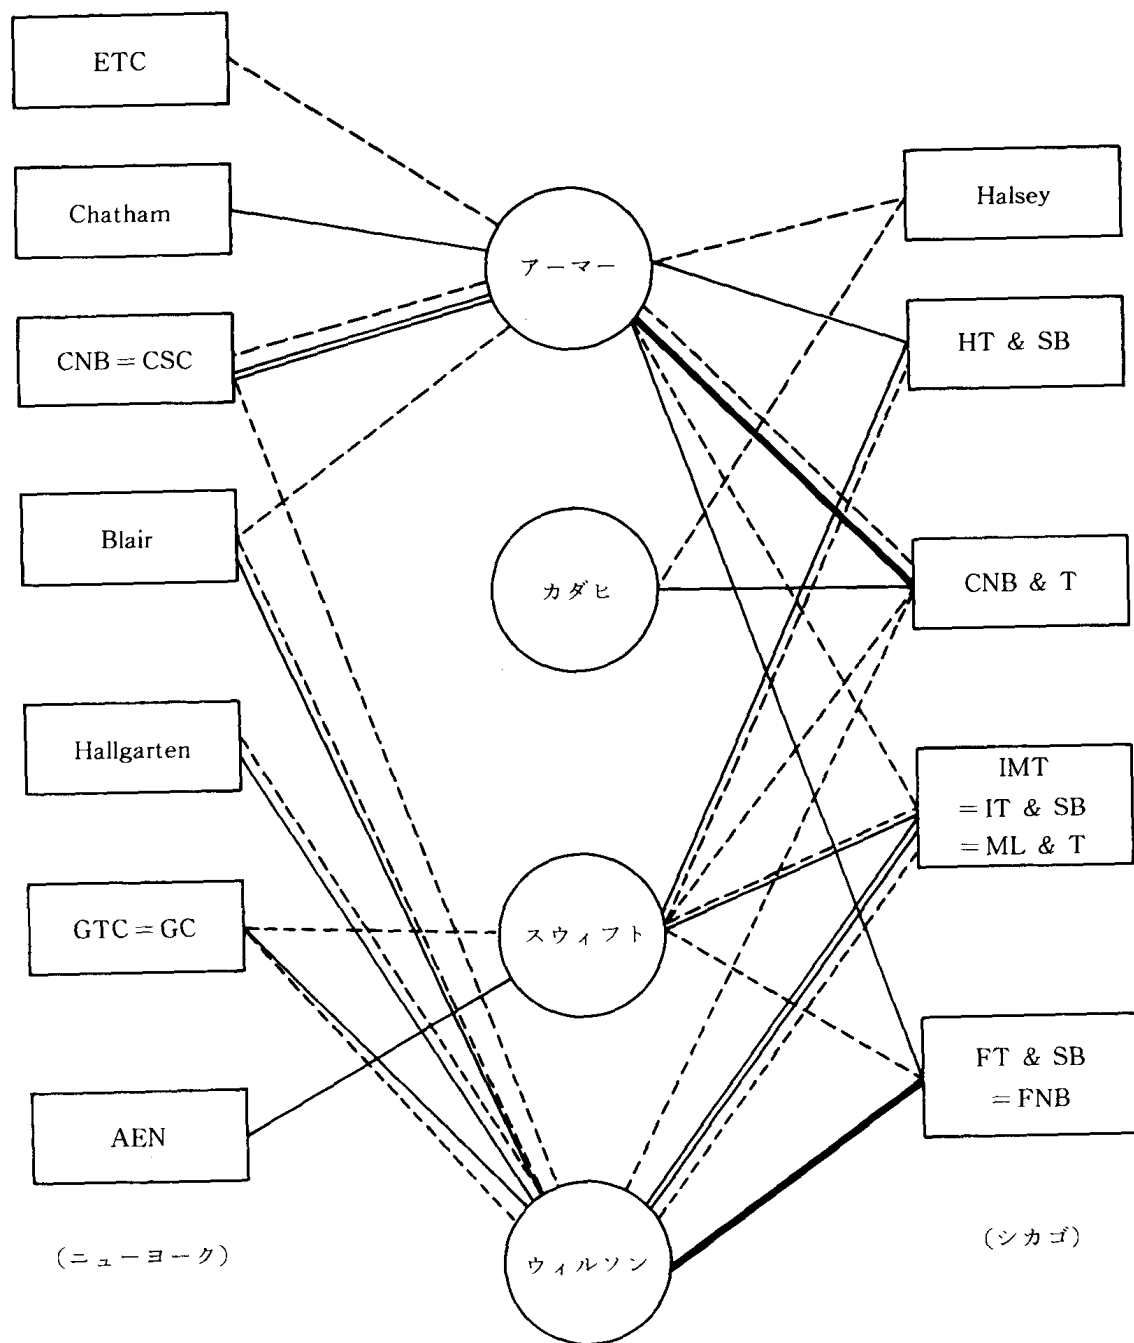 ETC
Chatham
CNB = CSC
Blair
Hallgarten
GTC = GC
AEN
(ニューヨーク)
アーマー
カダヒ
スウィフト
ウィルソン
Halsey
HT & SB
CNB & T
IMT
= IT & SB
= ML & T
FT & SB
= FNB
(シカゴ)